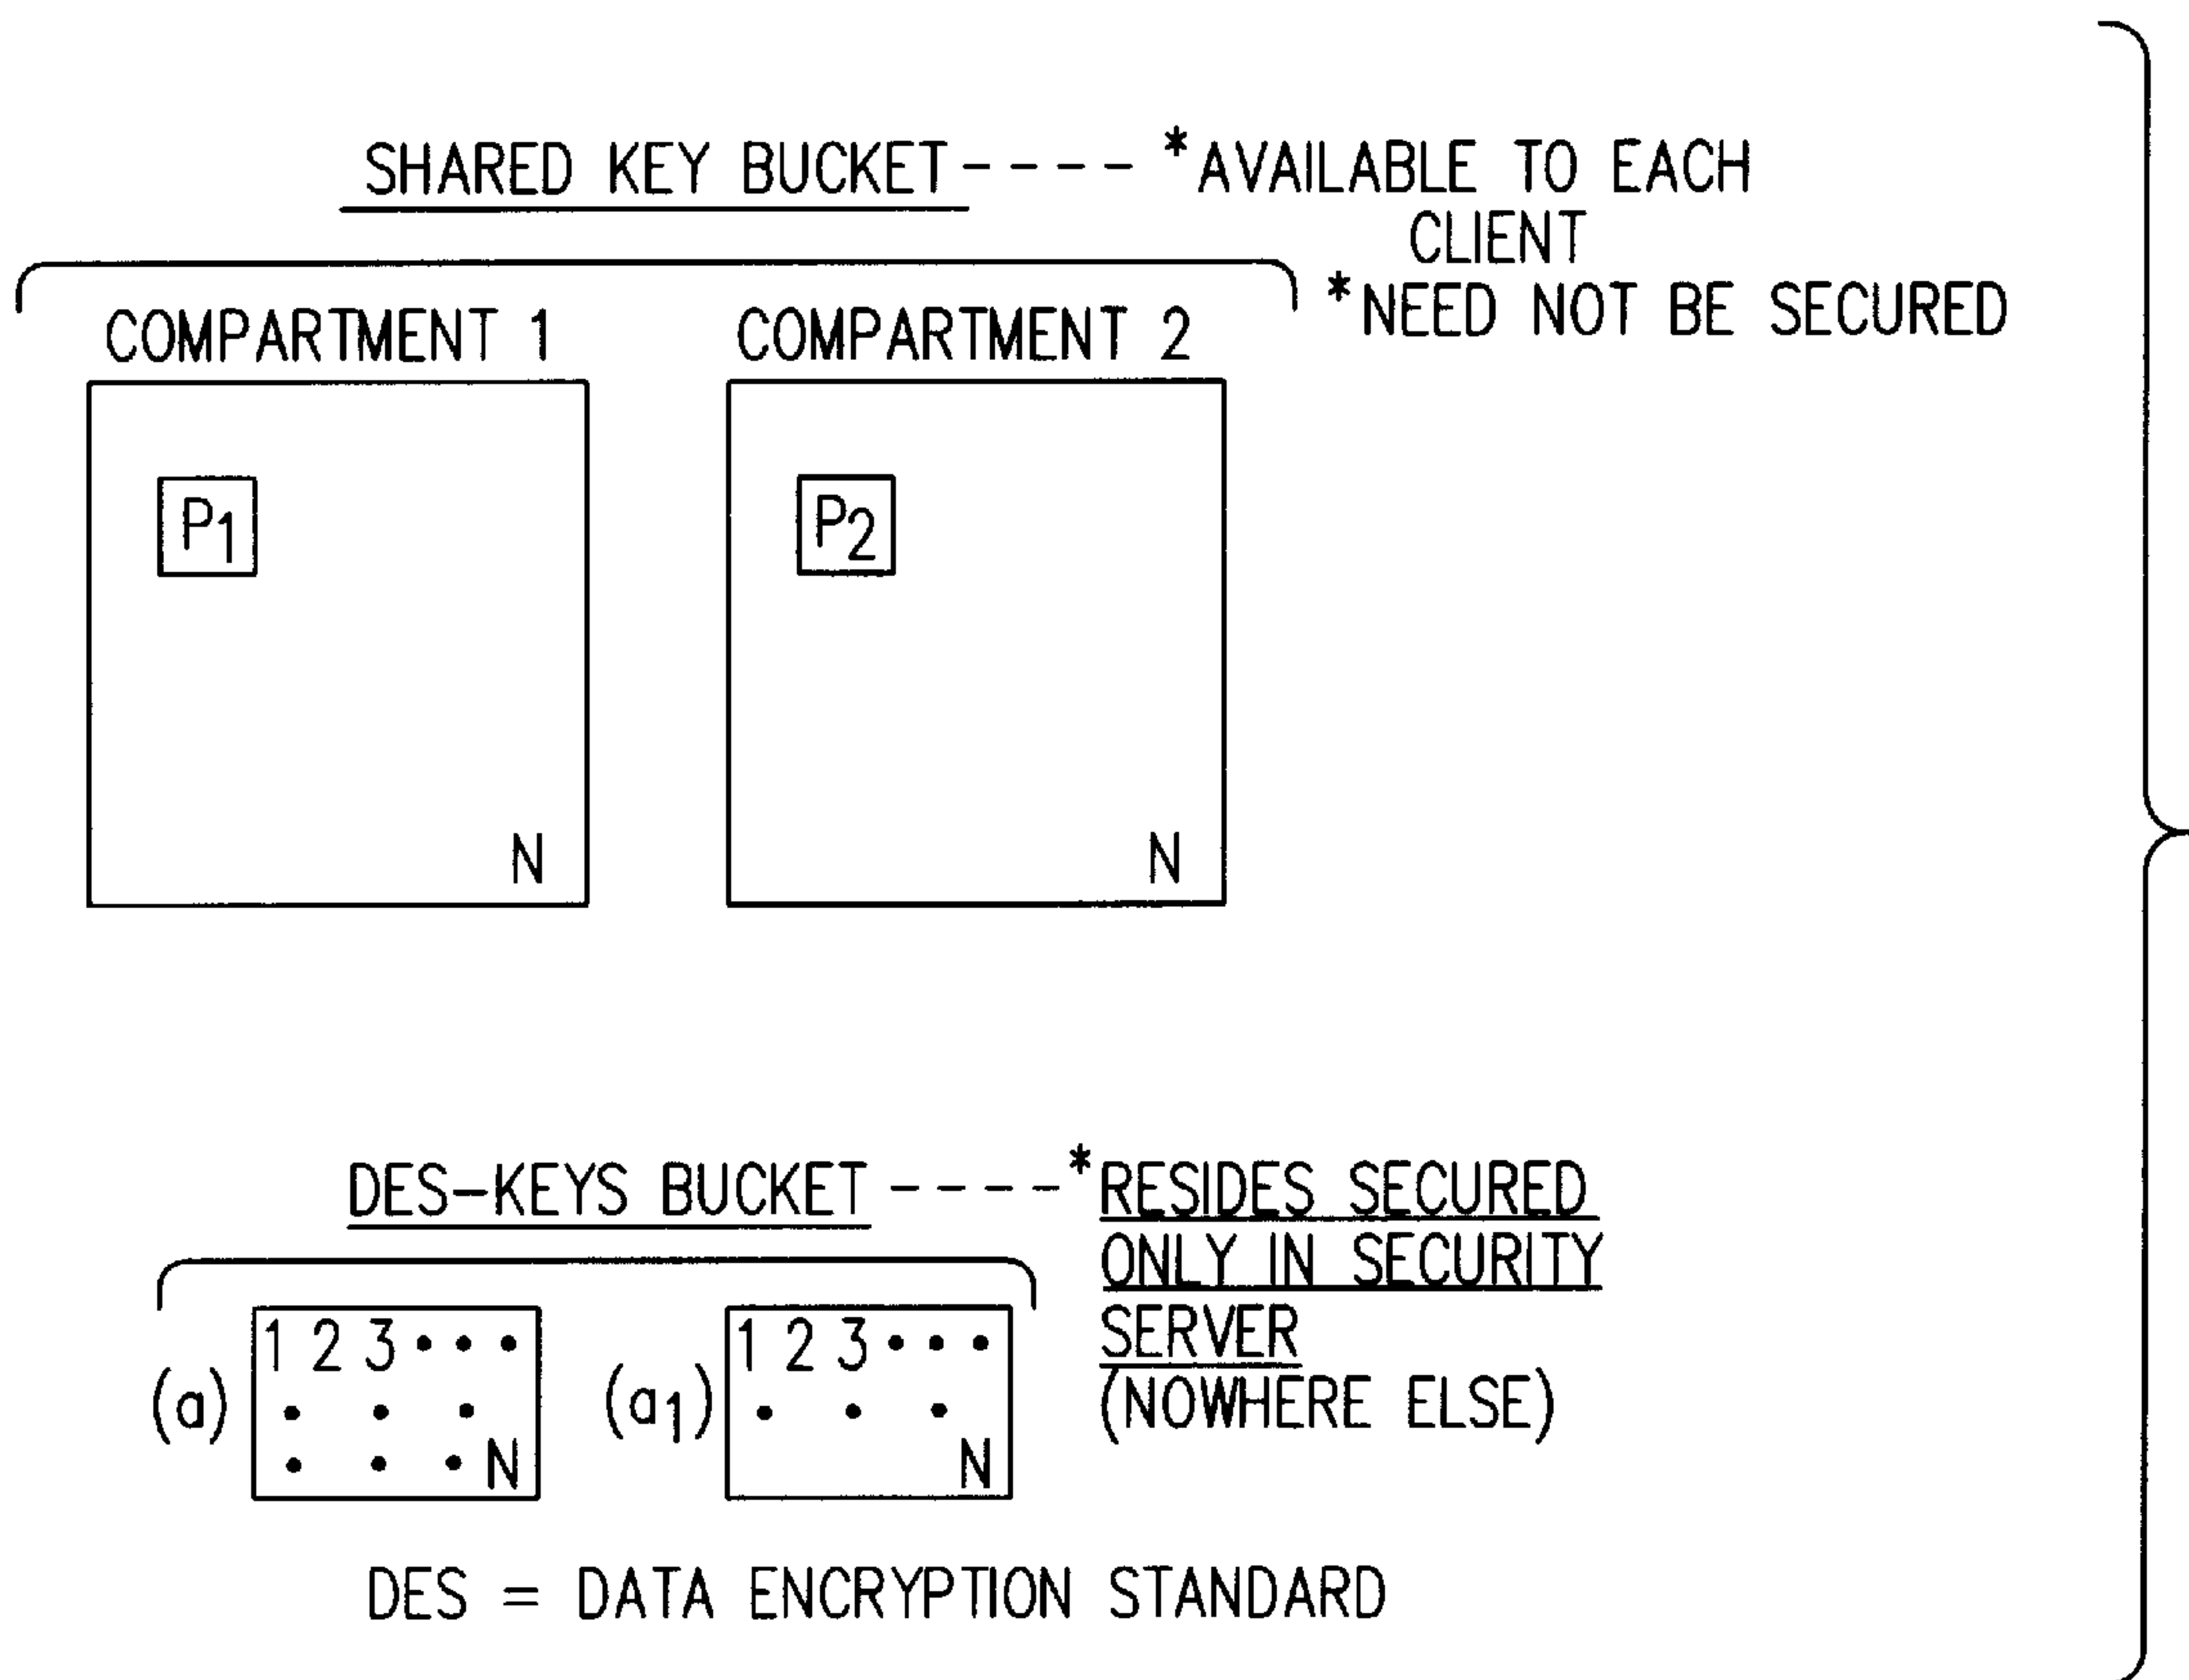 SHARED KEY BUCKET---- *AVAILABLE TO EACH
CLIENT
*NEED NOT BE SECURED
COMPARTMENT 1 COMPARTMENT 2
P1 P2
N N
DES-KEYS BUCKET ----*RESIDES SECURED
ONLY IN SECURITY
SERVER
(NOWHERE ELSE)
(a) 1 2 3 • • •
• • •
• • • N
(a1) 1 2 3 • • •
• • •
N
DES = DATA ENCRYPTION STANDARD